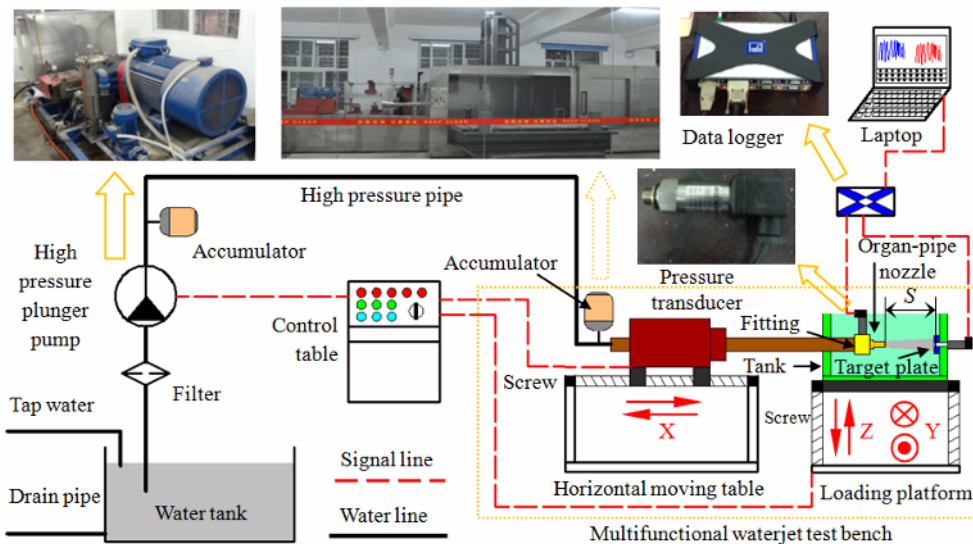 Data logger
Laptop
High pressure pipe
High
pressure
plunger
pump
Accumulator
Accumulator
Pressure
transducer
Organ-pipe
nozzle
S
Control
table
Fitting
Filter
Screw
Tank
Target plate
Tap water
X
Screw
Z
Y
Signal line
Drain pipe
Water tank
Water line
Horizontal moving table
Loading platform
Multifunctional waterjet test bench